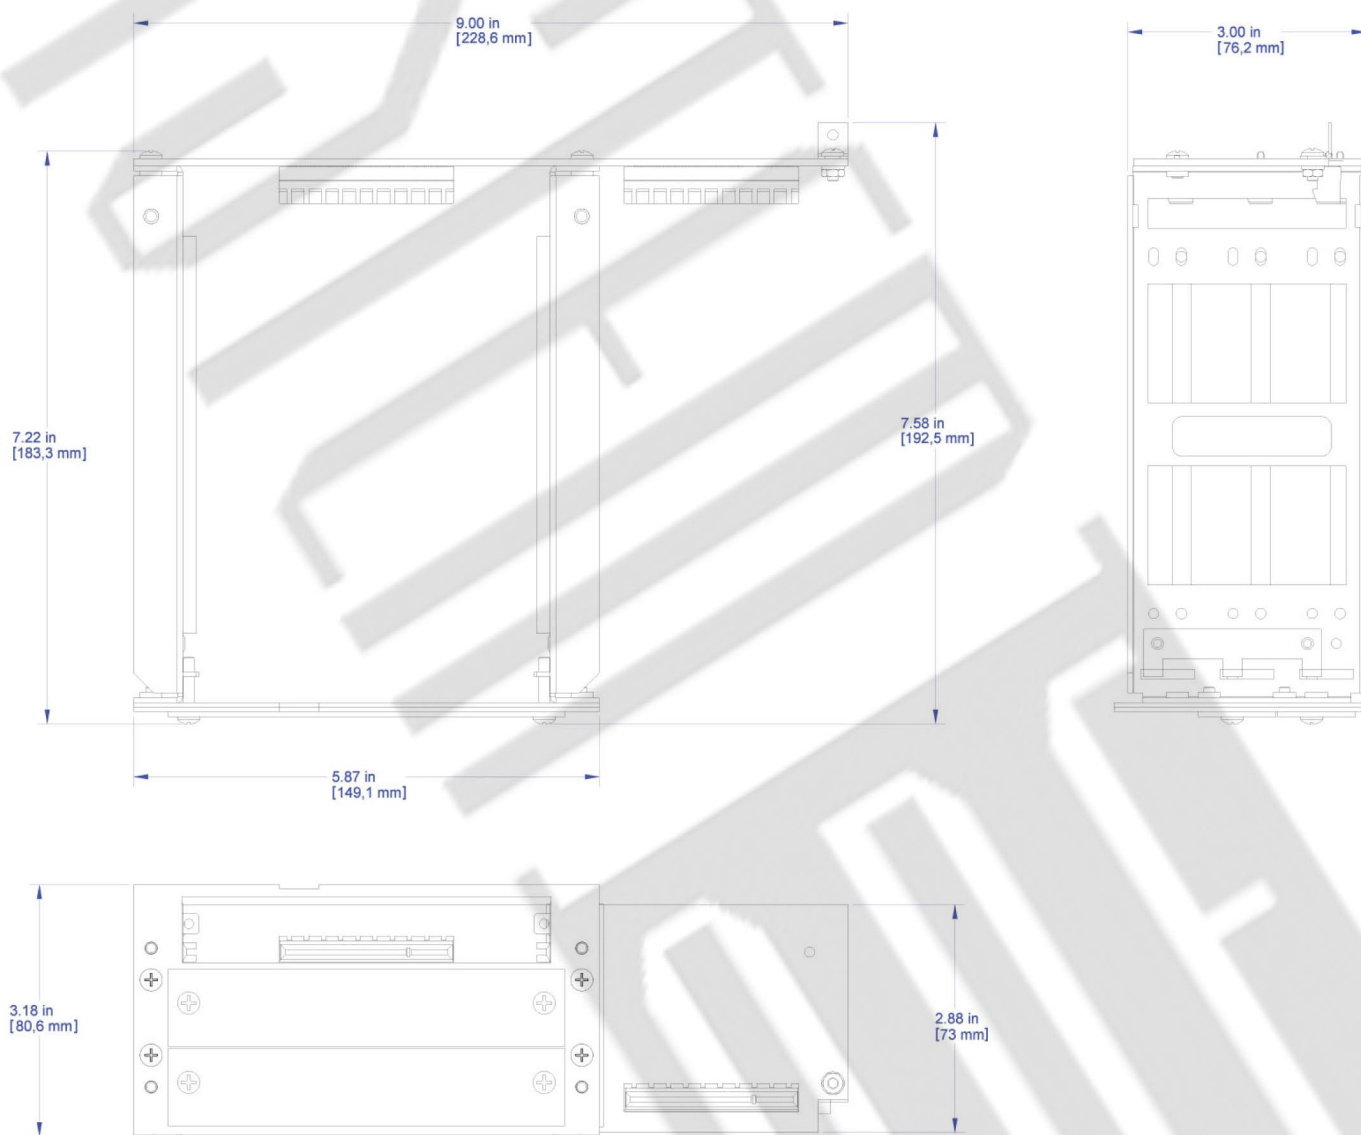 9.00 in
[228,6 mm]
3.00 in
[76,2 mm]
7.22 in
[183,3 mm]
7.58 in
[192,5 mm]
5.87 in
[149,1 mm]
3.18 in
[80,6 mm]
2.88 in
[73 mm]